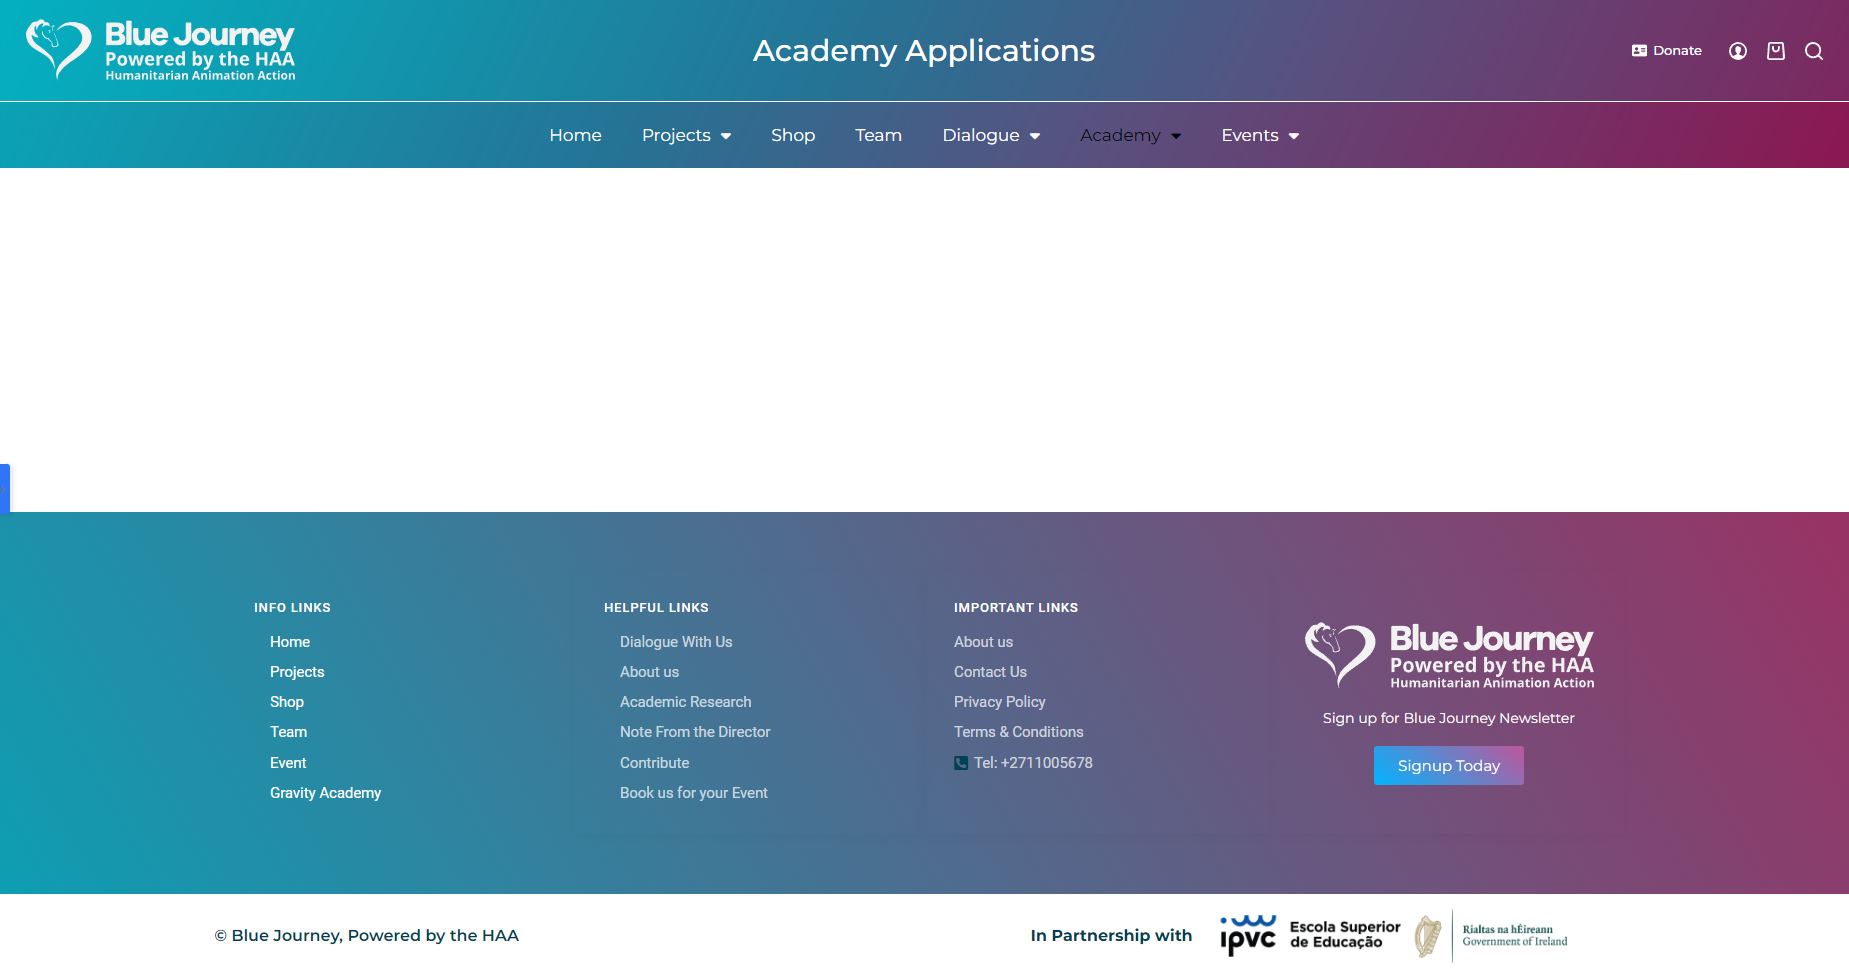 Blue Journey
Powered by the HAA
Humanitarian Animation Action
Academy Applications
Donate
Home
Projects
Shop
Team
Dialogue
Academy
Events
INFO LINKS
Home
Projects
Shop
Team
Event
Gravity Academy
HELPFUL LINKS
Dialogue With Us
About us
Academic Research
Note From the Director
Contribute
Book us for your Event
IMPORTANT LINKS
About us
Contact Us
Privacy Policy
Terms & Conditions
Tel: +2711005678
Blue Journey
Powered by the HAA
Humanitarian Animation Action
Sign up for Blue Journey Newsletter
Signup Today
© Blue Journey, Powered by the HAA
In Partnership with
ipvc
Escola Superior
de Educação
Rialtas na hÉireann
Government of Ireland